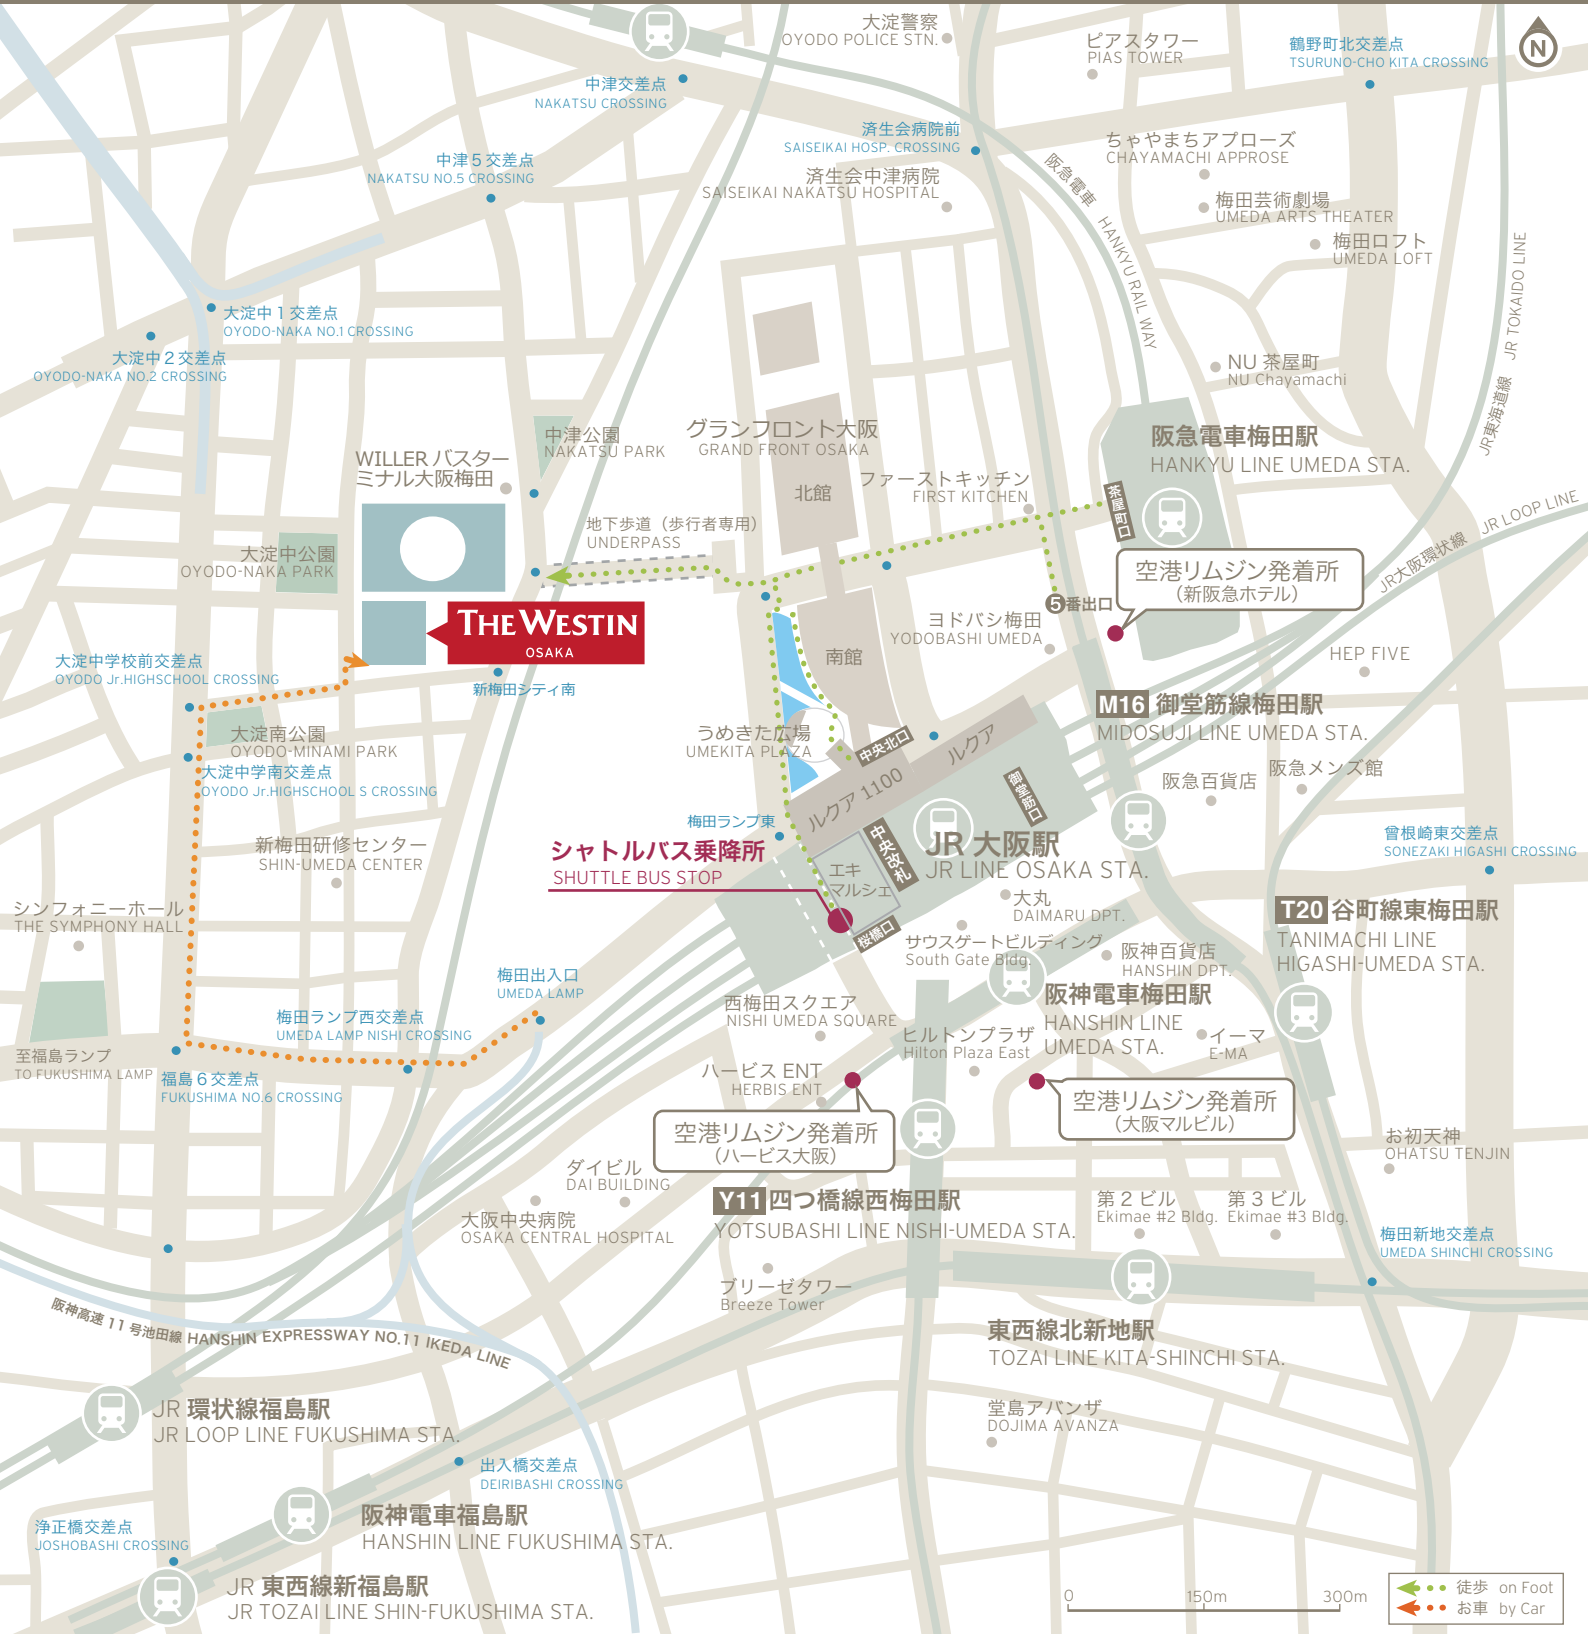 大淀警察
OYODO POLICE STN.
ピアスタワー
PIAS TOWER
鶴野町北交差点
TSURUNO-CHO KITA CROSSING
N
中津交差点
NAKATSU CROSSING
済生会病院前
SAISEIKAI HOSP. CROSSING
ちゃやまちアプローズ
CHAYAMACHI APPROSE
中津５交差点
NAKATSU NO.5 CROSSING
済生会中津病院
SAISEIKAI NAKATSU HOSPITAL
阪急電車 HANKYU RAIL WAY
梅田芸術劇場
UMEDA ARTS THEATER
梅田ロフト
UMEDA LOFT
JR東海道線 JR TOKAIDO LINE
大淀中１交差点
OYODO-NAKA NO.1 CROSSING
大淀中２交差点
OYODO-NAKA NO.2 CROSSING
NU 茶屋町
NU Chayamachi
中津公園
NAKATSU PARK
グランフロント大阪
GRAND FRONT OSAKA
阪急電車梅田駅
HANKYU LINE UMEDA STA.
WILLER バスター
ミナル大阪梅田
北館
ファーストキッチン
FIRST KITCHEN
茶屋町口
JR大阪環状線 JR LOOP LINE
地下歩道（歩行者専用）
UNDERPASS
大淀中公園
OYODO-NAKA PARK
空港リムジン発着所
（新阪急ホテル）
5番出口
ヨドバシ梅田
YODOBASHI UMEDA
THE WESTIN
OSAKA
南館
HEP FIVE
大淀中学校前交差点
OYODO Jr.HIGHSCHOOL CROSSING
新梅田シティ南
M16 御堂筋線梅田駅
MIDOSUJI LINE UMEDA STA.
大淀南公園
OYODO-MINAMI PARK
うめきた広場
UMEKITA PLAZA
中央北口
ルクア
大淀中学南交差点
OYODO Jr.HIGHSCHOOL S CROSSING
阪急百貨店
阪急メンズ館
ルクア 1100
御堂筋口
梅田ランプ東
新梅田研修センター
SHIN-UMEDA CENTER
シャトルバス乗降所
SHUTTLE BUS STOP
中央改札
JR 大阪駅
JR LINE OSAKA STA.
エキ
マルシェ
曽根崎東交差点
SONEZAKI HIGASHI CROSSING
シンフォニーホール
THE SYMPHONY HALL
大丸
DAIMARU DPT.
T20 谷町線東梅田駅
TANIMACHI LINE
HIGASHI-UMEDA STA.
桜橋口
サウスゲートビルディング
South Gate Bldg.
阪神百貨店
HANSHIN DPT.
梅田出入口
UMEDA LAMP
西梅田スクエア
NISHI UMEDA SQUARE
阪神電車梅田駅
HANSHIN LINE
UMEDA STA.
梅田ランプ西交差点
UMEDA LAMP NISHI CROSSING
ヒルトンプラザ
Hilton Plaza East
イーマ
E-MA
至福島ランプ
TO FUKUSHIMA LAMP
福島６交差点
FUKUSHIMA NO.6 CROSSING
ハービス ENT
HERBIS ENT
空港リムジン発着所
（大阪マルビル）
空港リムジン発着所
（ハービス大阪）
お初天神
OHATSU TENJIN
ダイビル
DAI BUILDING
大阪中央病院
OSAKA CENTRAL HOSPITAL
Y11 四つ橋線西梅田駅
YOTSUBASHI LINE NISHI-UMEDA STA.
第２ビル
Ekimae #2 Bldg.
第３ビル
Ekimae #3 Bldg.
梅田新地交差点
UMEDA SHINCHI CROSSING
ブリーゼタワー
Breeze Tower
阪神高速 11 号池田線 HANSHIN EXPRESSWAY NO.11 IKEDA LINE
東西線北新地駅
TOZAI LINE KITA-SHINCHI STA.
JR 環状線福島駅
JR LOOP LINE FUKUSHIMA STA.
堂島アバンザ
DOJIMA AVANZA
出入橋交差点
DEIRIBASHI CROSSING
阪神電車福島駅
HANSHIN LINE FUKUSHIMA STA.
浄正橋交差点
JOSHOBASHI CROSSING
JR 東西線新福島駅
JR TOZAI LINE SHIN-FUKUSHIMA STA.
0 150m 300m
徒歩 on Foot
お車 by Car